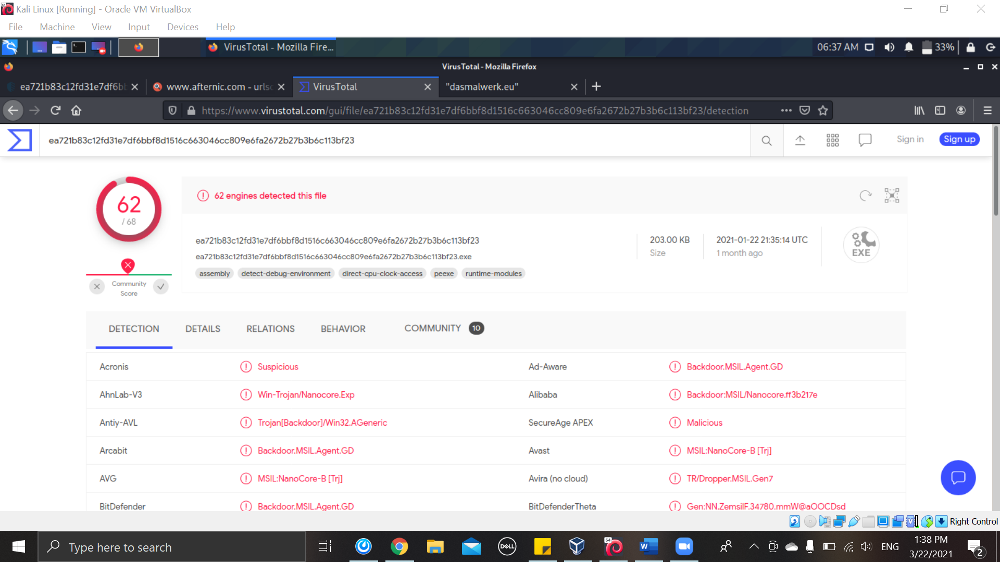 Kali Linux [Running] - Oracle VM VirtualBox
File Machine View Input Devices Help
VirusTotal - Mozilla Fire... 06:37 AM 33%
VirusTotal - Mozilla Firefox
ea721b83c12fd31e7df6bb www.afternic.com - urlsc VirusTotal "dasmalwerk.eu"
https://www.virustotal.com/gui/file/ea721b83c12fd31e7df6bbf8d1516c663046cc809e6fa2672b27b3b6c113bf23/detection
ea721b83c12fd31e7df6bbf8d1516c663046cc809e6fa2672b27b3b6c113bf23 Sign in Sign up
62
/ 68
62 engines detected this file
ea721b83c12fd31e7df6bbf8d1516c663046cc809e6fa2672b27b3b6c113bf23 203.00 KB 2021-01-22 21:35:14 UTC
ea721b83c12fd31e7df6bbf8d1516c663046cc809e6fa2672b27b3b6c113bf23.exe Size 1 month ago EXE
assembly detect-debug-environment direct-cpu-clock-access peexe runtime-modules
Community
Score
DETECTION DETAILS RELATIONS BEHAVIOR COMMUNITY 10
Acronis Suspicious Ad-Aware Backdoor.MSIL.Agent.GD
AhnLab-V3 Win-Trojan/Nanocore.Exp Alibaba Backdoor:MSIL/Nanocore.ff3b217e
Antiy-AVL Trojan[Backdoor]/Win32.AGeneric SecureAge APEX Malicious
Arcabit Backdoor.MSIL.Agent.GD Avast MSIL:NanoCore-B [Trj]
AVG MSIL:NanoCore-B [Trj] Avira (no cloud) TR/Dropper.MSIL.Gen7
BitDefender Backdoor.MSIL.Agent.GD BitDefenderTheta Gen:NN.ZemsilF.34780.mmW@aOOCDsd
Right Control
Type here to search DELL 64 W ENG 1:38 PM
3/22/2021 2